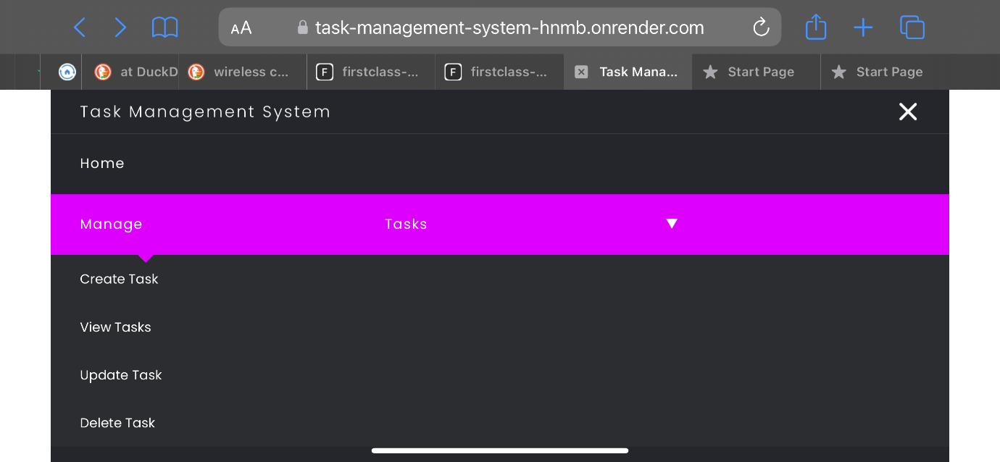 AA task-management-system-hnmb.onrender.com
at DuckD wireless c... F firstclass-... F firstclass-... Task Mana... Start Page Start Page
Task Management System
Home
Manage Tasks
Create Task
View Tasks
Update Task
Delete Task